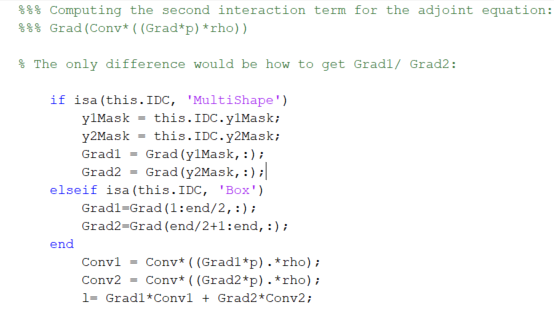 %%% Computing the second interaction term for the adjoint equation:
%%% Grad(Conv*((Grad*p)*rho))
% The only difference would be how to get Grad1/ Grad2:
if isa(this.IDC, 'MultiShape')
y1Mask = this.IDC.y1Mask;
y2Mask = this.IDC.y2Mask;
Grad1 = Grad(y1Mask,:);
Grad2 = Grad(y2Mask,:);
elseif isa(this.IDC, 'Box')
Grad1=Grad(1:end/2,:);
Grad2=Grad(end/2+1:end,:);
end
Conv1 = Conv*((Grad1*p).*rho);
Conv2 = Conv*((Grad2*p).*rho);
l= Grad1*Conv1 + Grad2*Conv2;